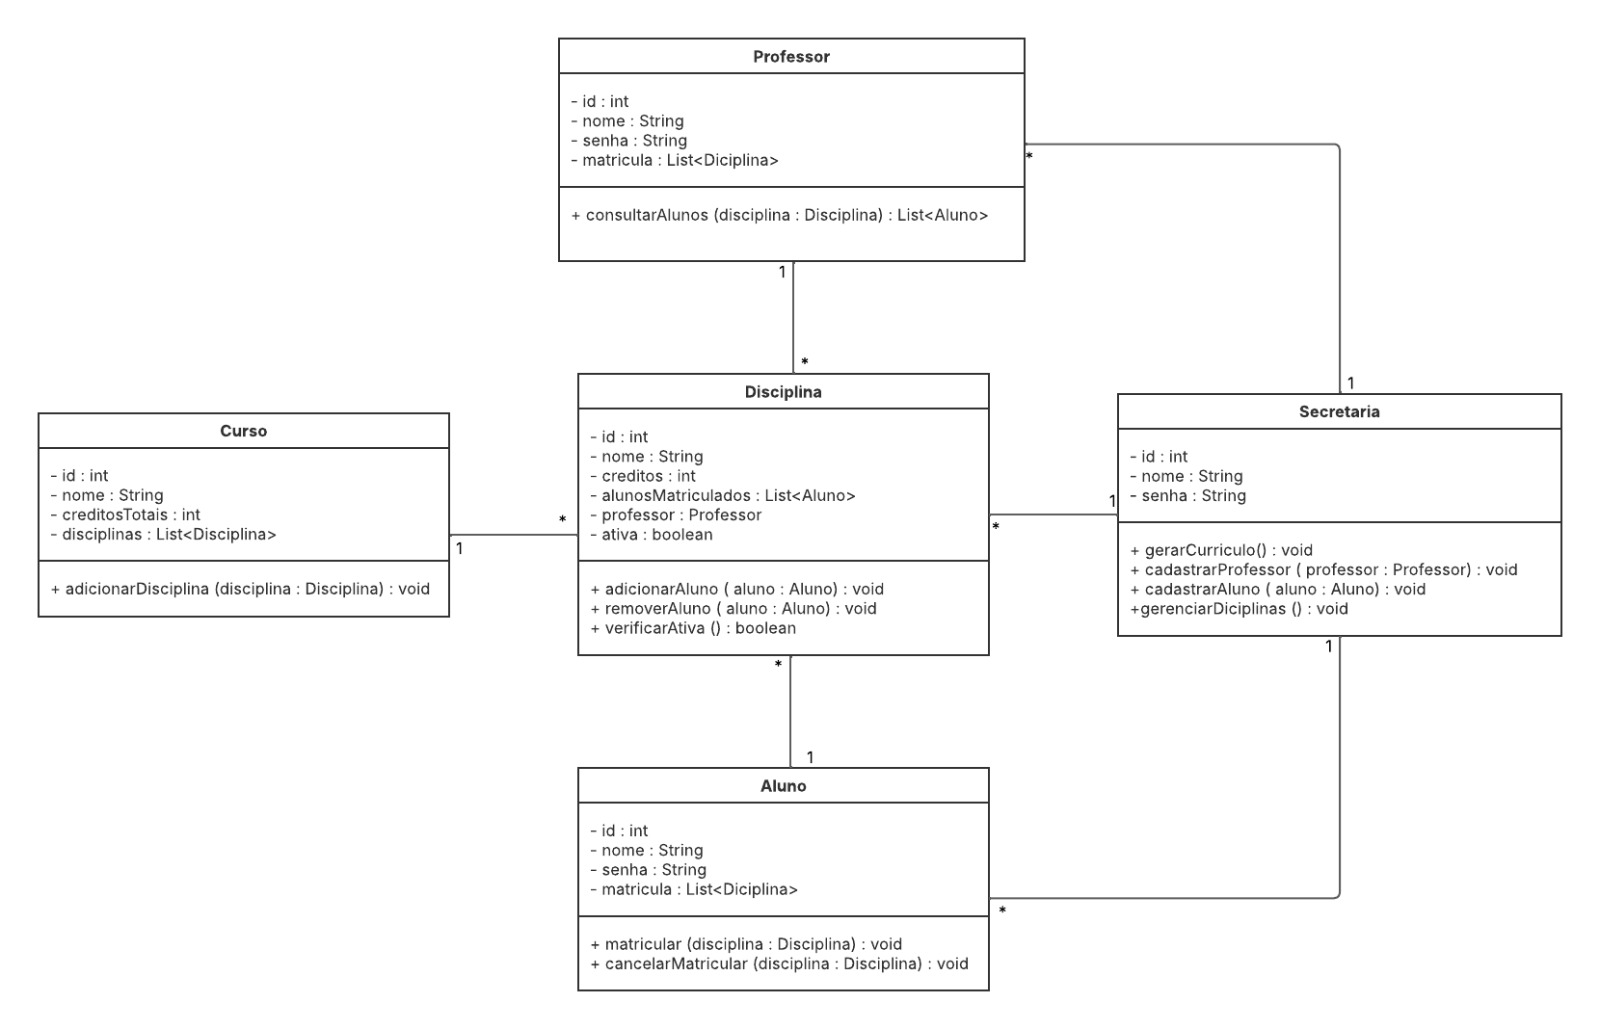 Professor
- id : int
- nome : String
- senha : String
- matricula : List<Diciplina>
+ consultarAlunos (disciplina : Disciplina) : List<Aluno>
*
1
1
*
Disciplina
- id : int
- nome : String
- creditos : int
- alunosMatriculados : List<Aluno>
- professor : Professor
- ativa : boolean
+ adicionarAluno ( aluno : Aluno) : void
+ removerAluno ( aluno : Aluno) : void
+ verificarAtiva () : boolean
Curso
- id : int
- nome : String
- creditosTotais : int
- disciplinas : List<Disciplina>
+ adicionarDisciplina (disciplina : Disciplina) : void
*
1
Secretaria
- id : int
- nome : String
- senha : String
+ gerarCurriculo() : void
+ cadastrarProfessor ( professor : Professor) : void
+ cadastrarAluno ( aluno : Aluno) : void
+gerenciarDiciplinas () : void
1
*
1
*
1
Aluno
- id : int
- nome : String
- senha : String
- matricula : List<Diciplina>
+ matricular (disciplina : Disciplina) : void
+ cancelarMatricular (disciplina : Disciplina) : void
*